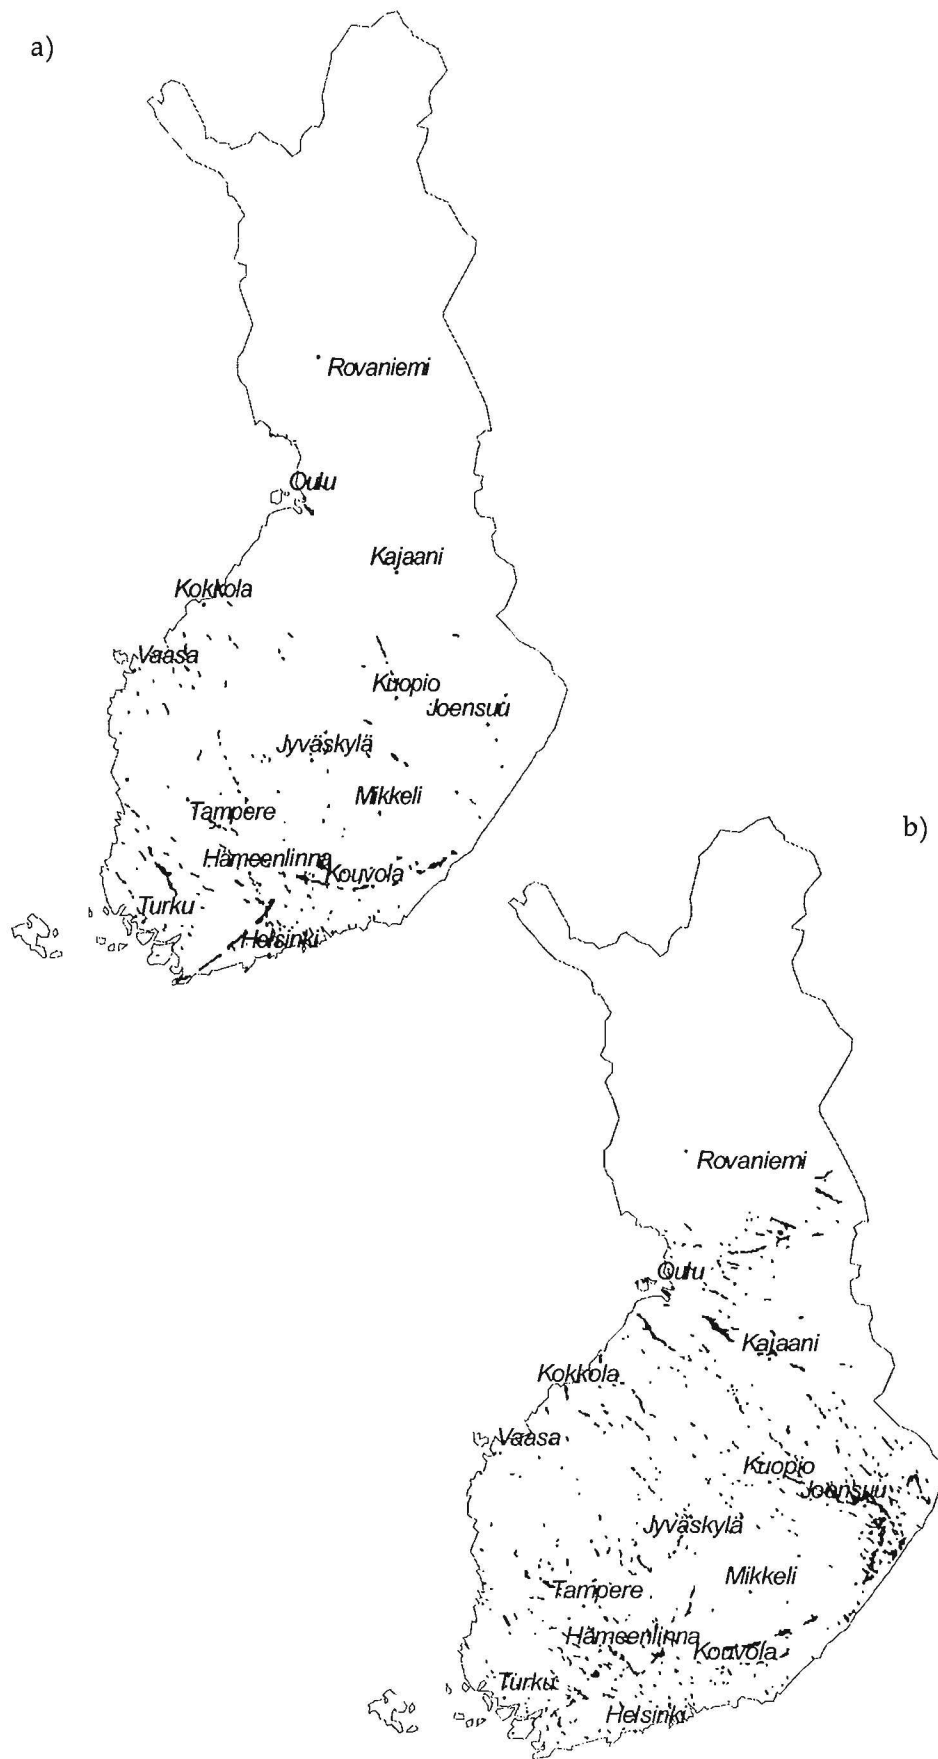 a)
Rovaniemi
Oulu
Kajaani
Kokkola
Vaasa
Kuopio
Joensuu
Jyväskylä
Mikkeli
Tampere
Hämeenlinna
Kouvola
Turku
Helsinki
b)
Rovaniemi
Oulu
Kajaani
Kokkola
Vaasa
Kuopio
Joensuu
Jyväskylä
Mikkeli
Tampere
Hämeenlinna
Kouvola
Turku
Helsinki